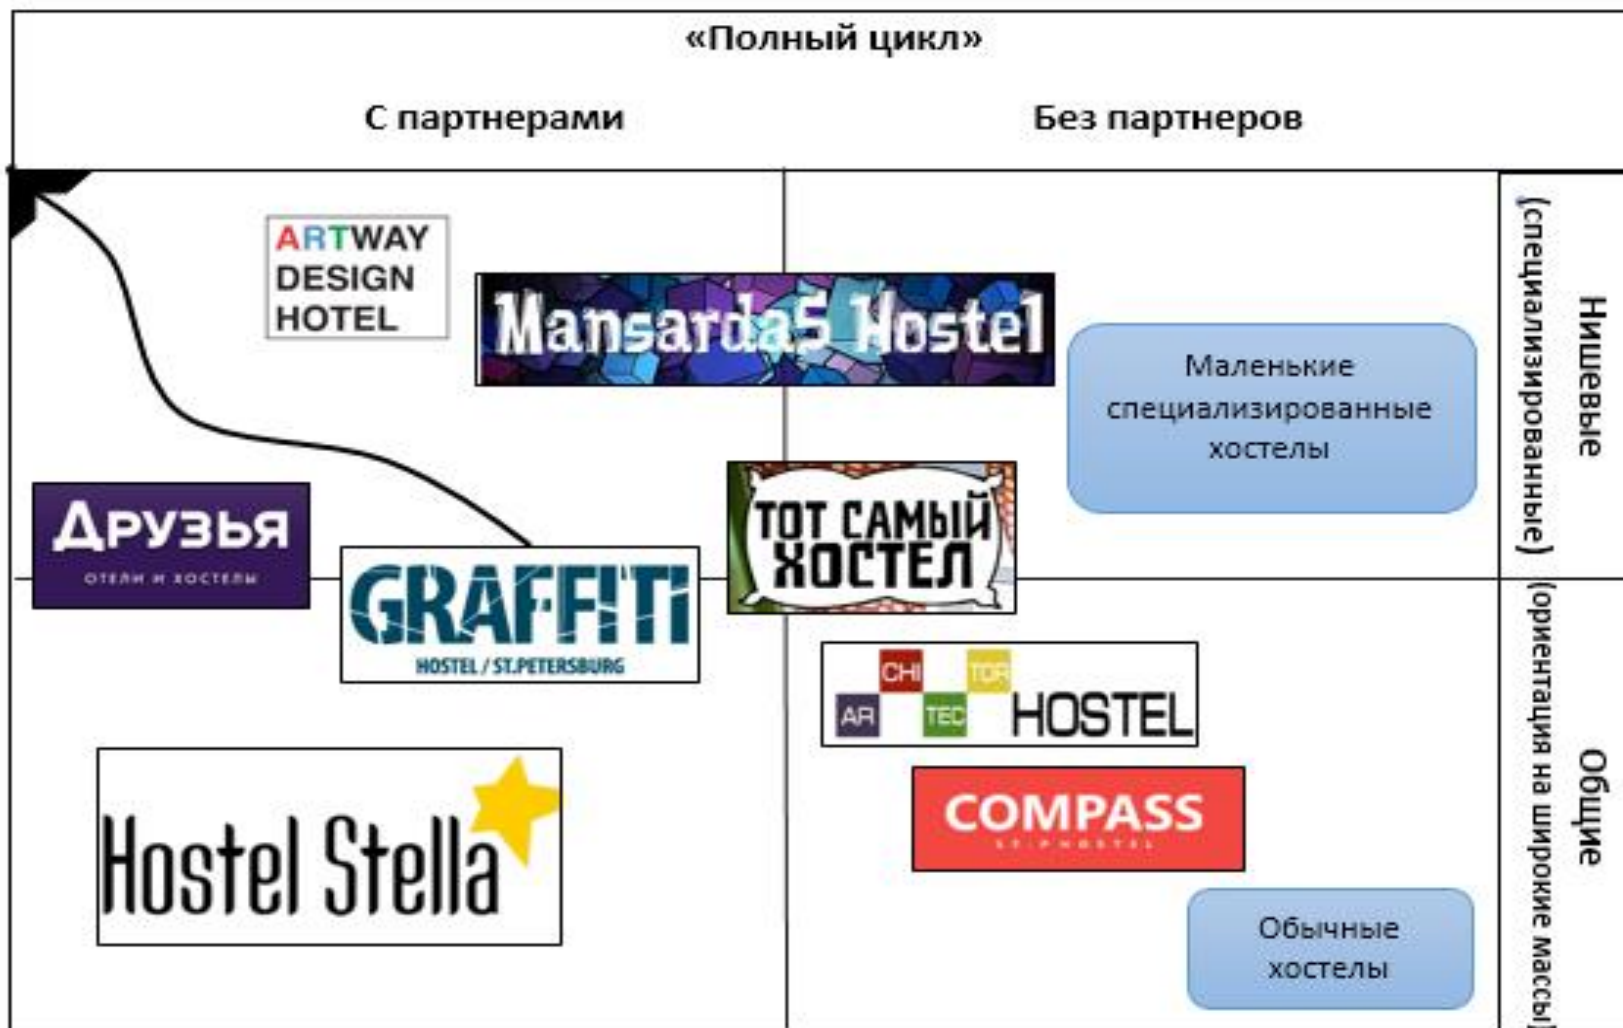 «Полный цикл»
С партнерами
Без партнеров
ARTWAY
DESIGN
HOTEL
Mansarda5 Hostel
Маленькие
специализированные
хостелы
Нишевые
(специализированные)
ДРУЗЬЯ
ОТЕЛИ И ХОСТЕЛЫ
ТОТ САМЫЙ
ХОСТЕЛ
GRAFFITI
HOSTEL / ST.PETERSBURG
AR
CHI
TEC
TOR
HOSTEL
COMPASS
ST.P HOSTEL
Hostel Stella
Обычные
хостелы
Общие
(ориентация на широкие массы)